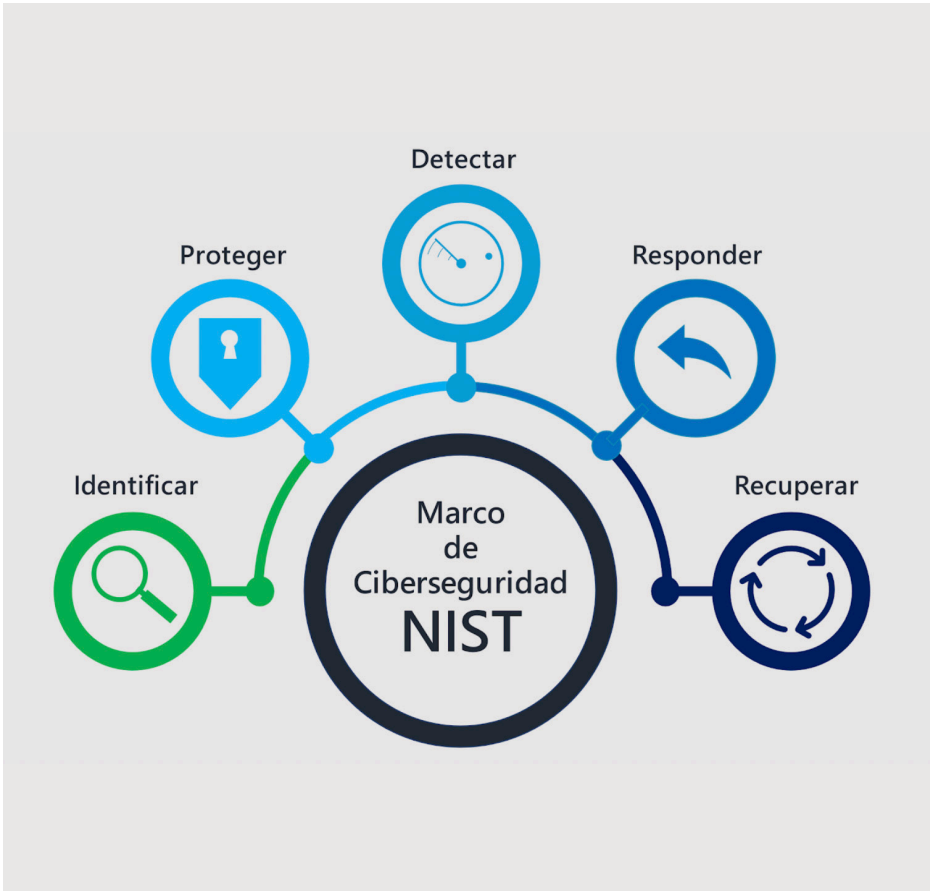 Detectar
Proteger
Responder
Identificar
Recuperar
Marco
de
Ciberseguridad
NIST